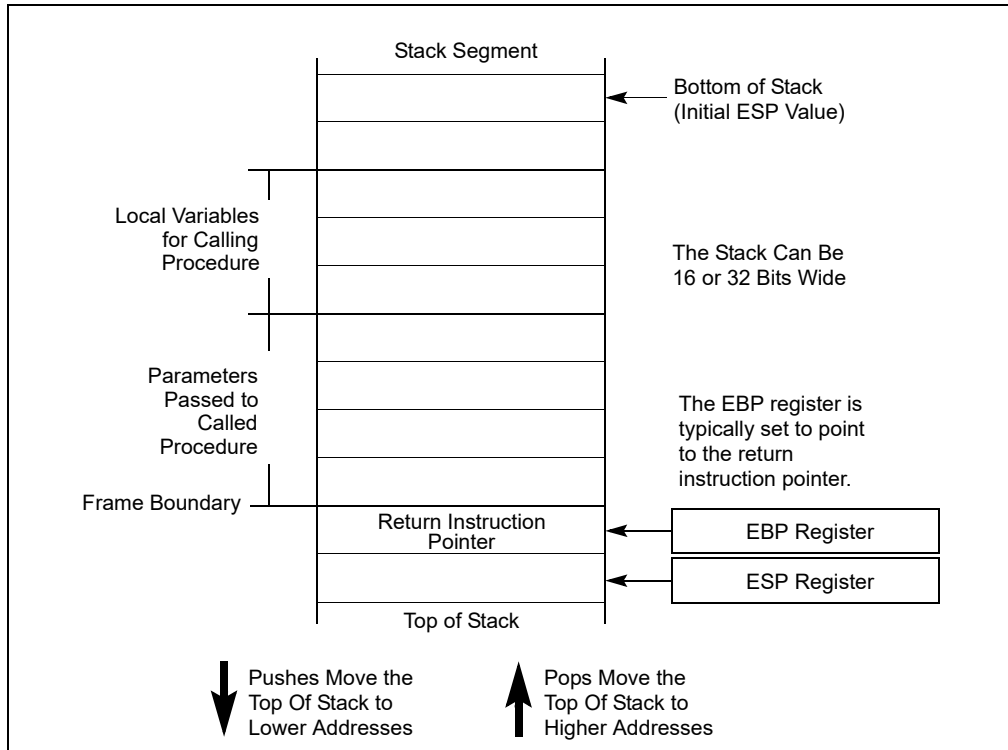 Stack Segment
Bottom of Stack
(Initial ESP Value)
Local Variables
for Calling
Procedure
The Stack Can Be
16 or 32 Bits Wide
Parameters
Passed to
Called
Procedure
The EBP register is
typically set to point
to the return
instruction pointer.
Frame Boundary
Return Instruction
Pointer
EBP Register
ESP Register
Top of Stack
Pushes Move the
Top Of Stack to
Lower Addresses
Pops Move the
Top Of Stack to
Higher Addresses